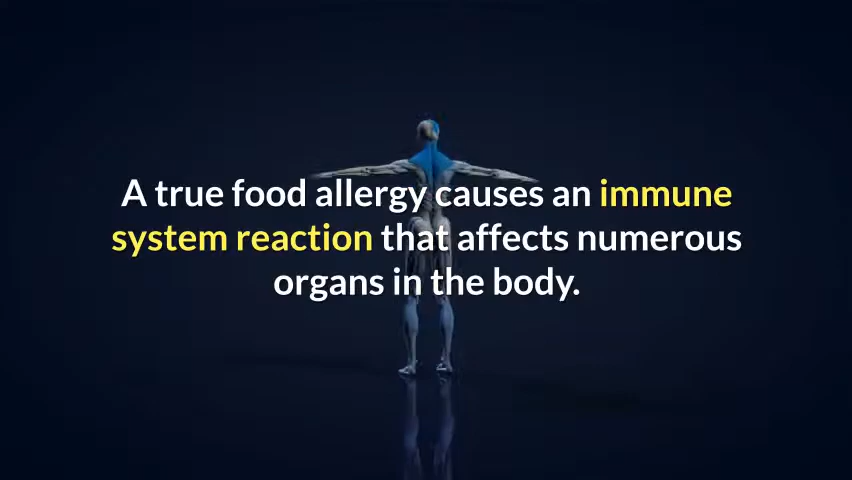 A true food allergy causes an immune
system reaction that affects numerous
organs in the body.